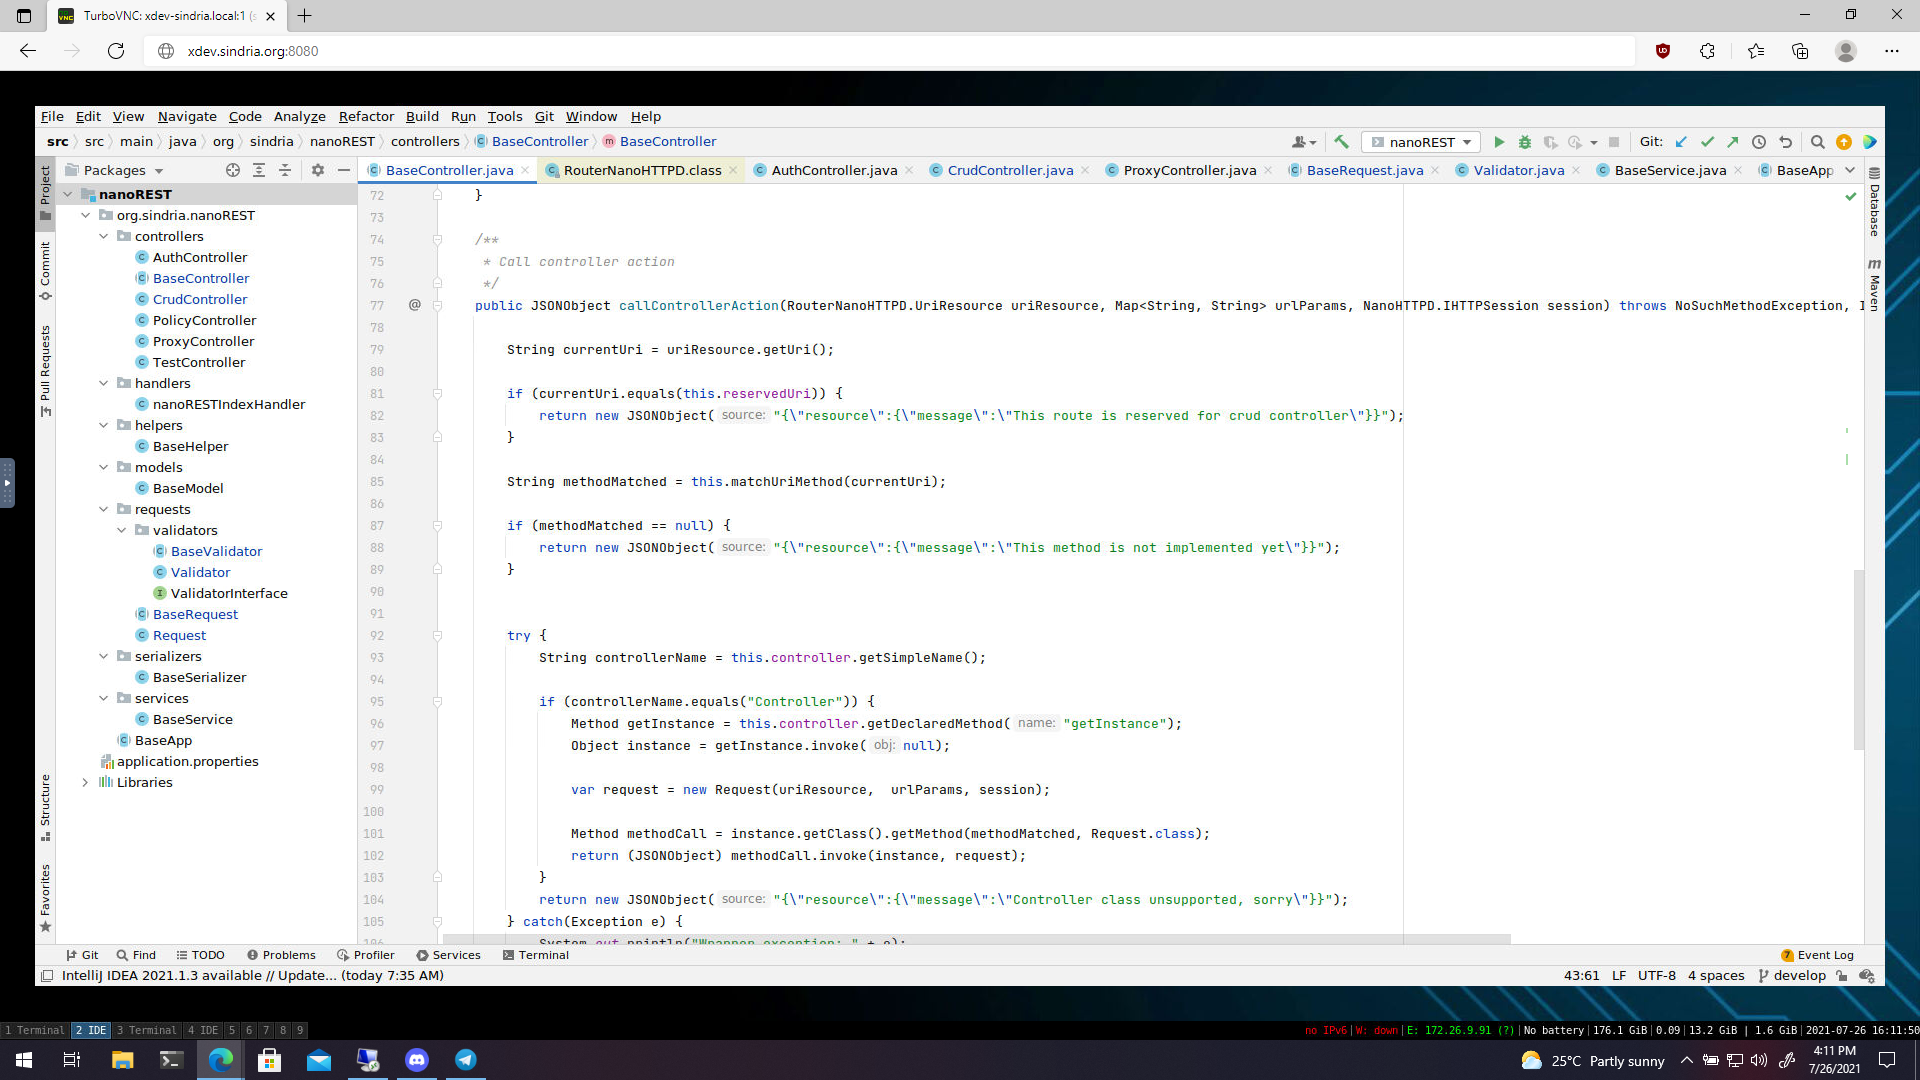 TurboVNC: xdev-sindria.local:1 (s
xdev.sindria.org:8080
File Edit View Navigate Code Analyze Refactor Build Run Tools Git Window Help
src src main java org sindria nanoREST controllers BaseController BaseController
nanoREST
Git:
Project
Commit
Pull Requests
Structure
Favorites
Packages
nanoREST
org.sindria.nanoREST
controllers
AuthController
BaseController
CrudController
PolicyController
ProxyController
TestController
handlers
nanoRESTIndexHandler
helpers
BaseHelper
models
BaseModel
requests
validators
BaseValidator
Validator
ValidatorInterface
BaseRequest
Request
serializers
BaseSerializer
services
BaseService
BaseApp
application.properties
Libraries
BaseController.java RouterNanoHTTPD.class AuthController.java CrudController.java ProxyController.java BaseRequest.java Validator.java BaseService.java BaseApp
72 }
73
74 /**
75 * Call controller action
76 */
77 @ public JSONObject callControllerAction(RouterNanoHTTPD.UriResource uriResource, Map<String, String> urlParams, NanoHTTPD.IHTTPSession session) throws NoSuchMethodException, I
78
79 String currentUri = uriResource.getUri();
80
81 if (currentUri.equals(this.reservedUri)) {
82 return new JSONObject( source: "{\"resource\":{\"message\":\"This route is reserved for crud controller\"}}");
83 }
84
85 String methodMatched = this.matchUriMethod(currentUri);
86
87 if (methodMatched == null) {
88 return new JSONObject( source: "{\"resource\":{\"message\":\"This method is not implemented yet\"}}");
89 }
90
91
92 try {
93 String controllerName = this.controller.getSimpleName();
94
95 if (controllerName.equals("Controller")) {
96 Method getInstance = this.controller.getDeclaredMethod( name: "getInstance");
97 Object instance = getInstance.invoke( obj: null);
98
99 var request = new Request(uriResource,  urlParams, session);
100
101 Method methodCall = instance.getClass().getMethod(methodMatched, Request.class);
102 return (JSONObject) methodCall.invoke(instance, request);
103 }
104 return new JSONObject( source: "{\"resource\":{\"message\":\"Controller class unsupported, sorry\"}}");
105 } catch(Exception e) {
106 System.out.println("Wrapper exception: " + e);
Database
m Maven
Git Find TODO Problems Profiler Services Terminal
7 Event Log
IntelliJ IDEA 2021.1.3 available // Update... (today 7:35 AM)
43:61 LF UTF-8 4 spaces develop
1 Terminal 2 IDE 3 Terminal 4 IDE 5 6 7 8 9
no IPv6|W: down|E: 172.26.9.91 (?)|No battery|176.1 GiB|0.09|13.2 GiB | 1.6 GiB|2021-07-26 16:11:50
25°C Partly sunny
4:11 PM
7/26/2021